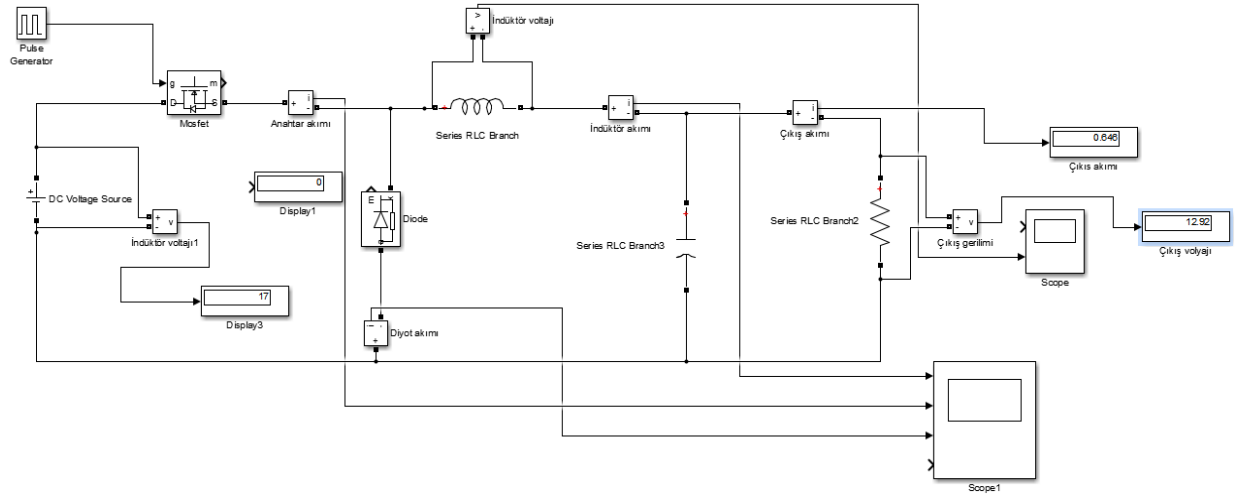 İndüktör voltajı
Pulse
Generator
g
m
D
S
Mosfet
i
Anahtar akımı
Series RLC Branch
i
İndüktör akımı
i
Çıkış akımı
0.646
Çıkıs akımı
DC Voltage Source
0
Display1
Diode
Series RLC Branch2
v
İndüktör voltajı1
v
Çıkış gerilimi
12.92
Çıkış volyajı
Series RLC Branch3
Scope
17
Display3
Diyot akımı
Scope1